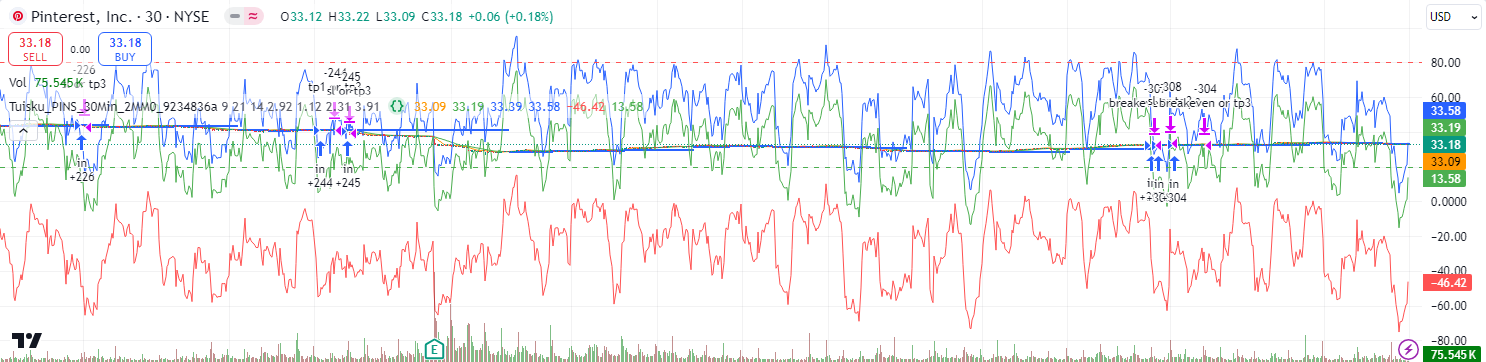 Pinterest, Inc. · 30 · NYSE O33.12 H33.22 L33.09 C33.18 +0.06 (+0.18%)
USD
33.18
SELL
0.00
33.18
BUY
-226
Vol 75.545K
tp3
-244
245
tp1
tp3
Tuisku_PINS_30Min_2MM0_9234836a 9 21 14 2.92 1.12 2.31 3.91 33.09 33.19 33.39 33.58 −46.42 13.58
-308
-304
breakeven or tp3
in
+226
in
+244
in
+245
in
in
+304
80.00
60.00
33.58
33.19
33.18
33.09
13.58
0.0000
−20.00
−40.00
−46.42
−60.00
−80.00
75.545K
E